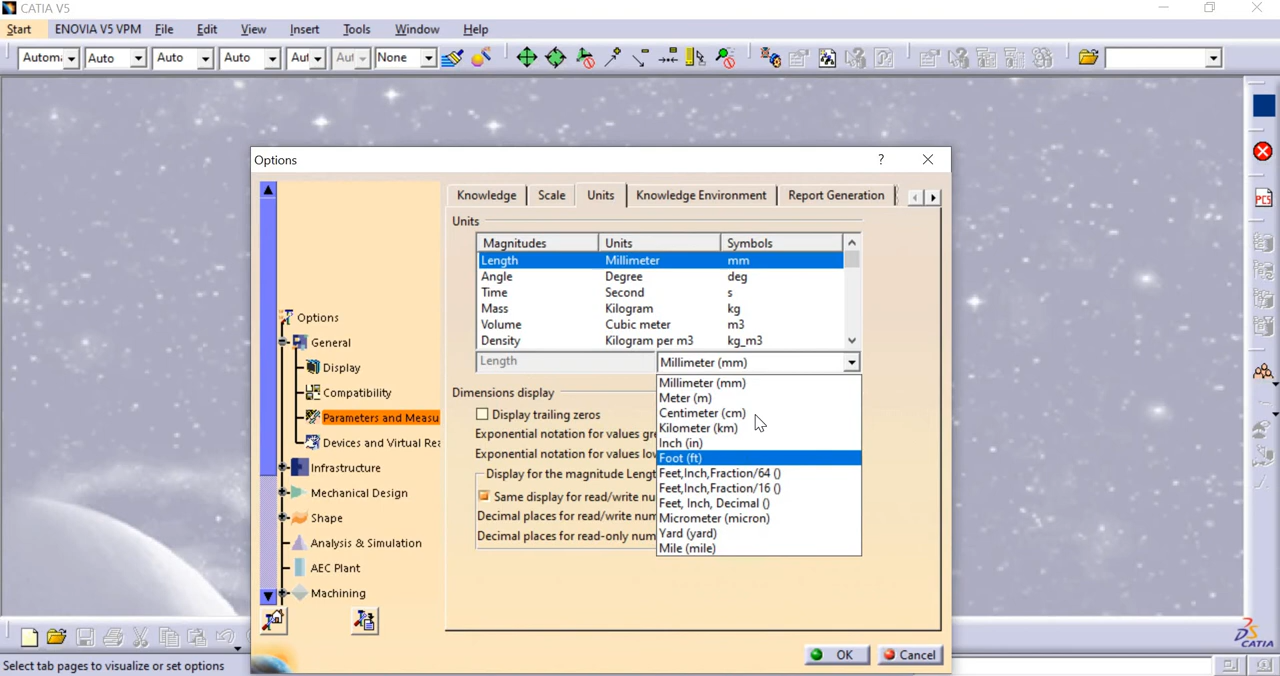 CATIA V5
Start ENOVIA V5 VPM File Edit View Insert Tools Window Help
Autom Auto Auto Auto Aut Aut None
Options
Knowledge Scale Units Knowledge Environment Report Generation
Units
Magnitudes Units Symbols
Length Millimeter mm
Angle Degree deg
Time Second s
Mass Kilogram kg
Volume Cubic meter m3
Density Kilogram per m3 kg_m3
Length Millimeter (mm)
Millimeter (mm)
Meter (m)
Centimeter (cm)
Kilometer (km)
Inch (in)
Foot (ft)
Feet,Inch,Fraction/64 ()
Feet,Inch,Fraction/16 ()
Feet, Inch, Decimal ()
Micrometer (micron)
Yard (yard)
Mile (mile)
Dimensions display
Display trailing zeros
Exponential notation for values gre
Exponential notation for values lov
Display for the magnitude Lengt
Same display for read/write nu
Decimal places for read/write num
Decimal places for read-only num
Options
General
Display
Compatibility
Parameters and Measu
Devices and Virtual Rea
Infrastructure
Mechanical Design
Shape
Analysis & Simulation
AEC Plant
Machining
OK Cancel
PCS
CATIA
Select tab pages to visualize or set options